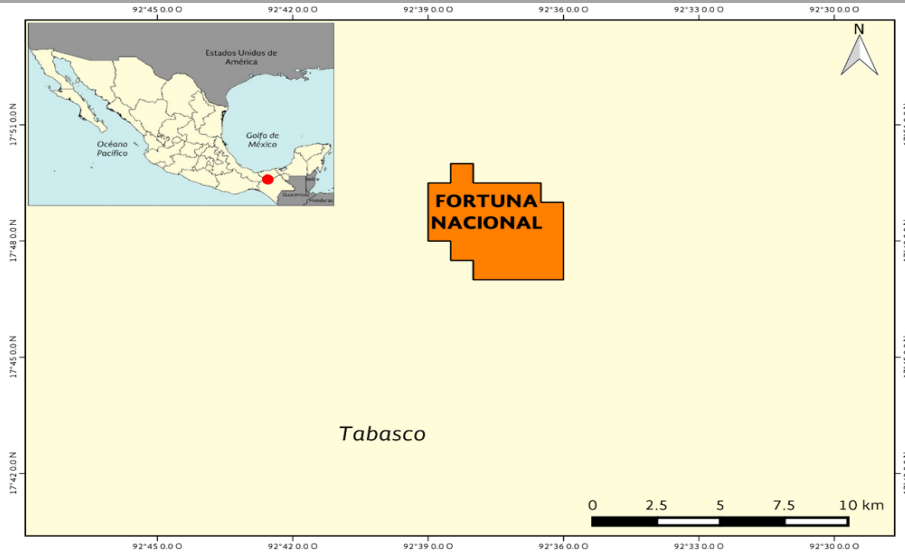 92°45'0.0"O 92°42'0.0"O 92°39'0.0"O 92°36'0.0"O 92°33'0.0"O 92°30'0.0"O
Estados Unidos de
América
Golfo de
México
Océano
Pacífico
Belice
Guatemala
Honduras
N
17°51'0.0"N
FORTUNA
NACIONAL
17°48'0.0"N
17°45'0.0"N
Tabasco
17°42'0.0"N
0 2.5 5 7.5 10 km
92°45'0.0"O 92°42'0.0"O 92°39'0.0"O 92°36'0.0"O 92°33'0.0"O 92°30'0.0"O